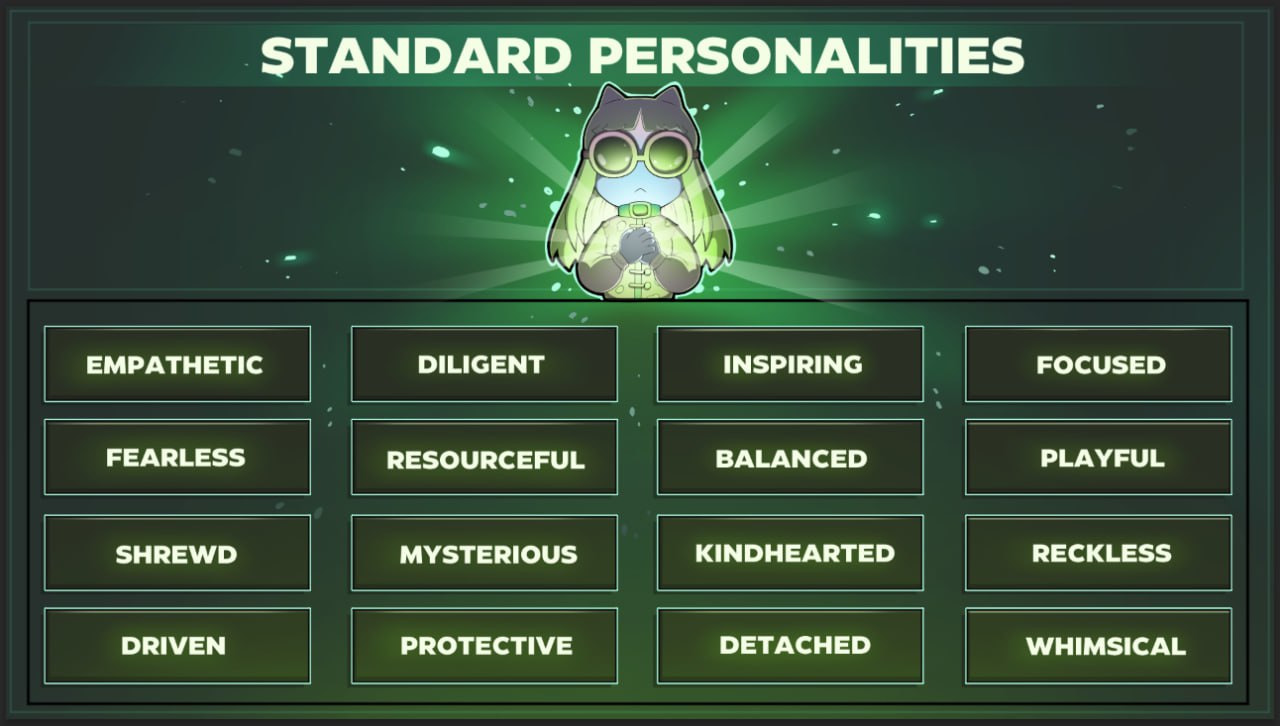 STANDARD PERSONALITIES
EMPATHETIC
DILIGENT
INSPIRING
FOCUSED
FEARLESS
RESOURCEFUL
BALANCED
PLAYFUL
SHREWD
MYSTERIOUS
KINDHEARTED
RECKLESS
DRIVEN
PROTECTIVE
DETACHED
WHIMSICAL